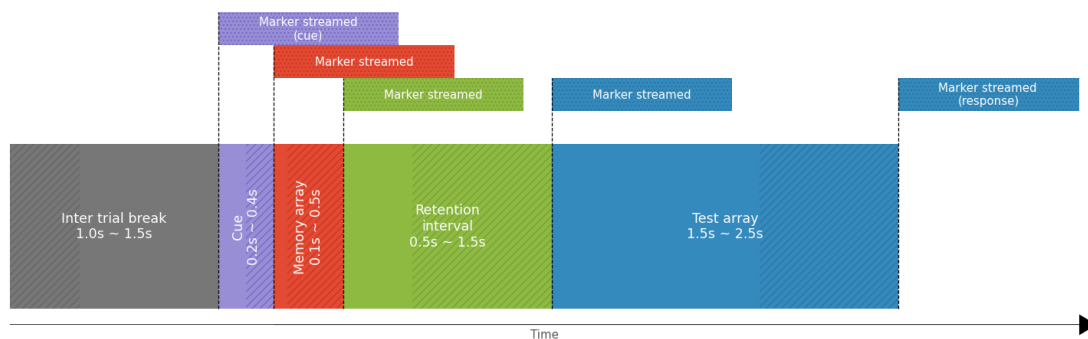 Marker streamed
(cue)
Marker streamed
Marker streamed
Marker streamed
Marker streamed
(response)
Inter trial break
1.0s ~ 1.5s
Cue
0.2s ~ 0.4s
Memory array
0.1s ~ 0.5s
Retention
interval
0.5s ~ 1.5s
Test array
1.5s ~ 2.5s
Time